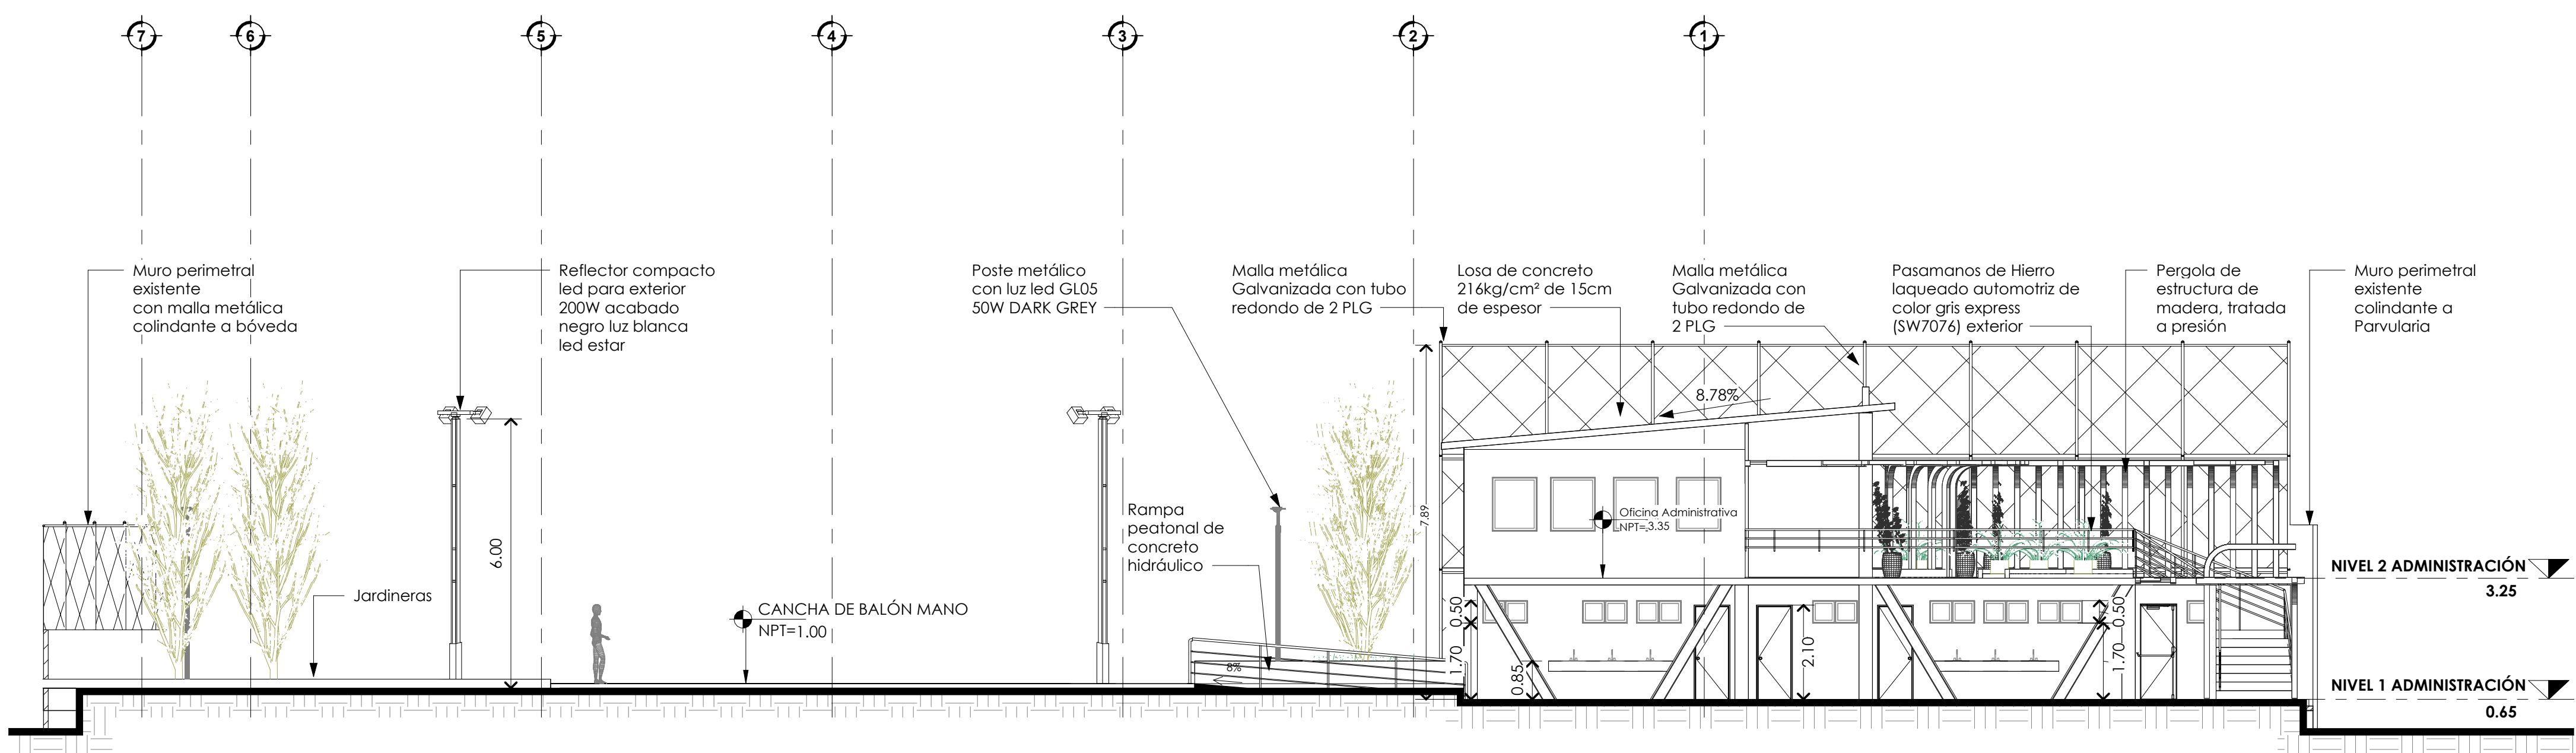 7
6
5
4
3
2
1
Muro perimetral
existente
con malla metálica
colindante a bóveda
Reflector compacto
led para exterior
200W acabado
negro luz blanca
led estar
Poste metálico
con luz led GL05
50W DARK GREY
Malla metálica
Galvanizada con tubo
redondo de 2 PLG
Losa de concreto
216kg/cm² de 15cm
de espesor
Malla metálica
Galvanizada con
tubo redondo de
2 PLG
Pasamanos de Hierro
laqueado automotriz de
color gris express
(SW7076) exterior
Pergola de
estructura de
madera, tratada
a presión
Muro perimetral
existente
colindante a
Parvularia
8.78%
7.89
6.00
Rampa
peatonal de
concreto
hidráulico
Oficina Administrativa
NPT=3.35
Jardineras
CANCHA DE BALÓN MANO
NPT=1.00
8%
0.50
1.70
0.85
2.10
0.50
1.70
NIVEL 2 ADMINISTRACIÓN
3.25
NIVEL 1 ADMINISTRACIÓN
0.65